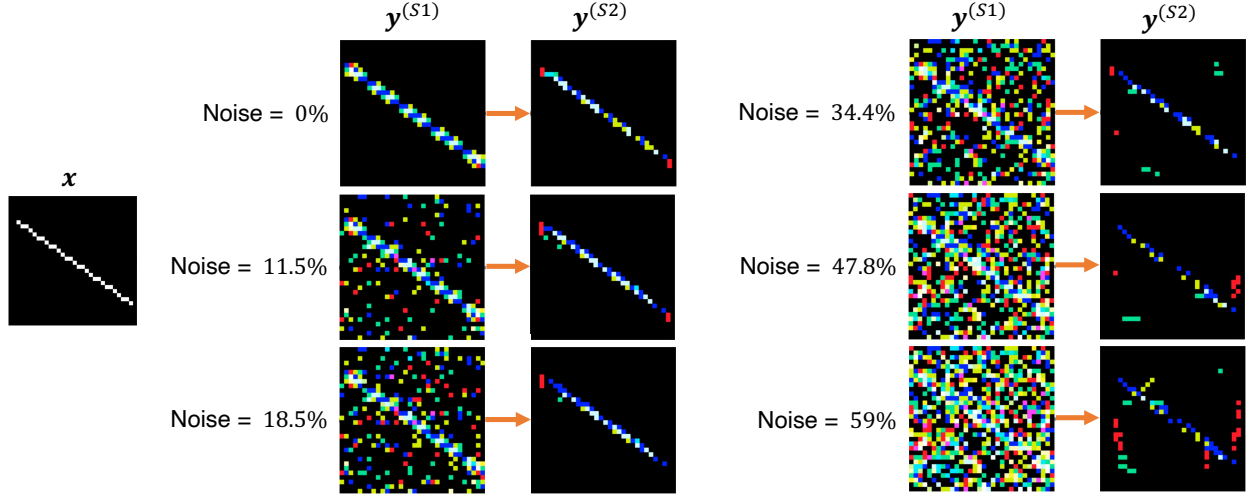 y^(S1) y^(S2) y^(S1) y^(S2)
Noise = 0% Noise = 34.4%
x
Noise = 11.5% Noise = 47.8%
Noise = 18.5% Noise = 59%